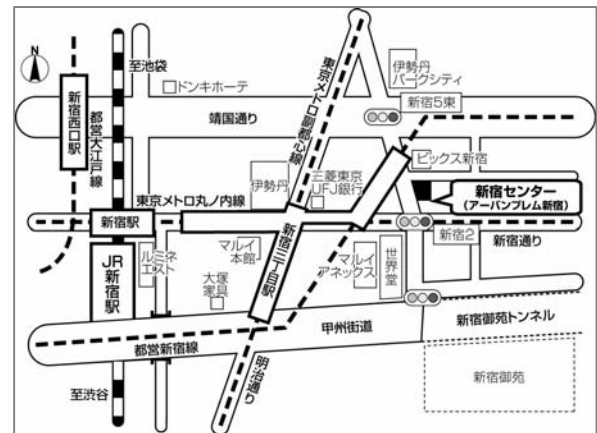 N
至池袋
ドンキホーテ
東京メトロ副都心線
伊勢丹
パークシティ
新宿西口駅
都営大江戸線
靖国通り
新宿5東
ビックス新宿
伊勢丹
三菱東京
UFJ銀行
新宿センター
(アーバンプレム新宿)
東京メトロ丸ノ内線
新宿駅
新宿2
新宿通り
JR新宿駅
ルミネ
エスト
マルイ
本館
新宿三丁目駅
マルイ
アネックス
世界堂
大塚
家具
甲州街道
新宿御苑トンネル
都営新宿線
明治通り
至渋谷
新宿御苑